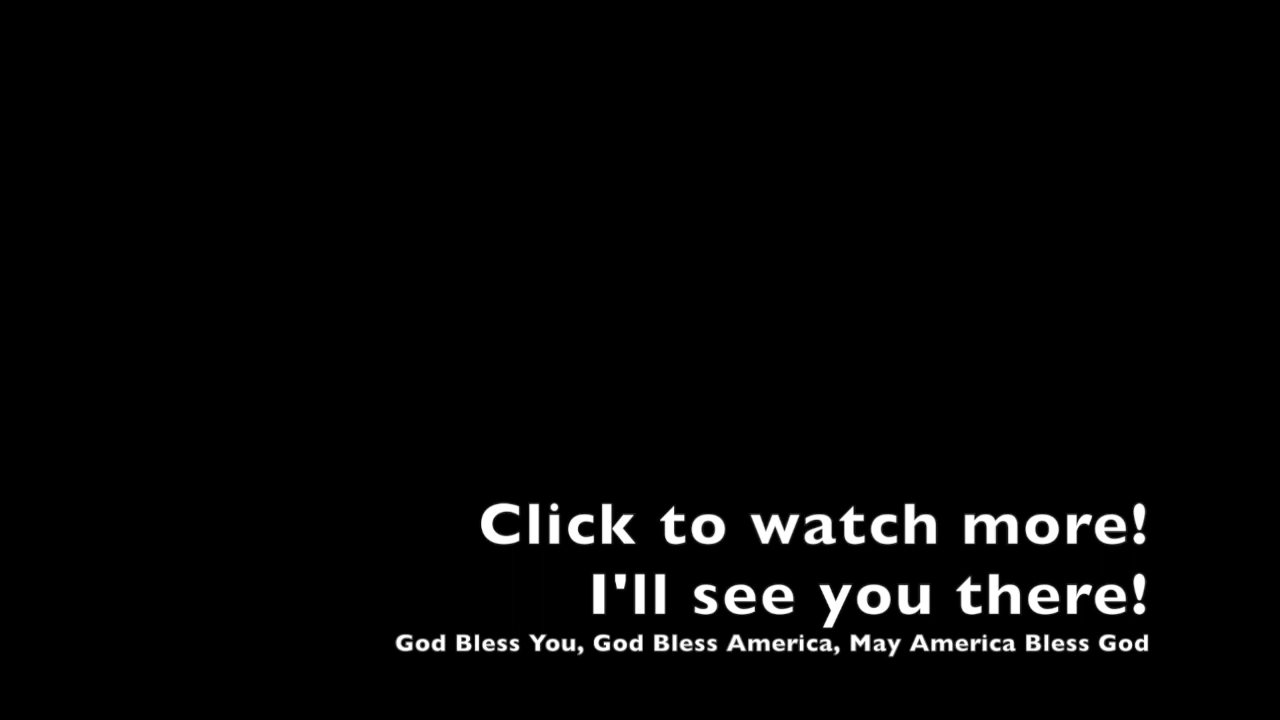 Click to watch more!
I'll see you there!
God Bless You, God Bless America, May America Bless God